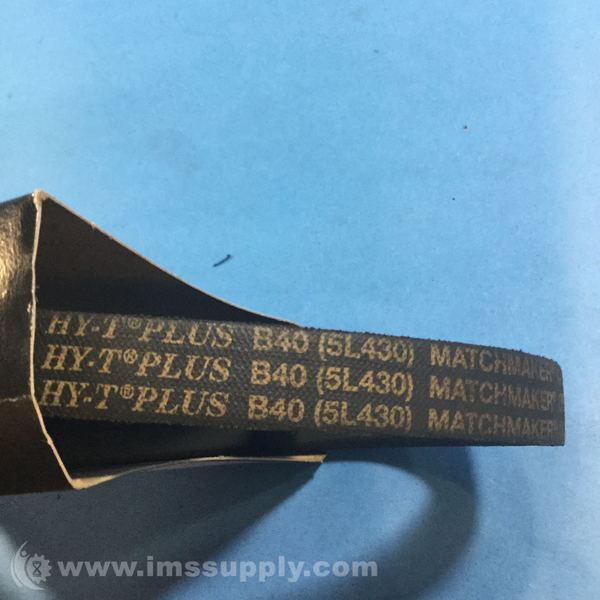 HY-T® PLUS B40 (5L430) MATCHMAKER
HY-T® PLUS B40 (5L430) MATCHMAKER®
HY-T® PLUS B40 (5L430) MATCHMAKER®
www.imssupply.com